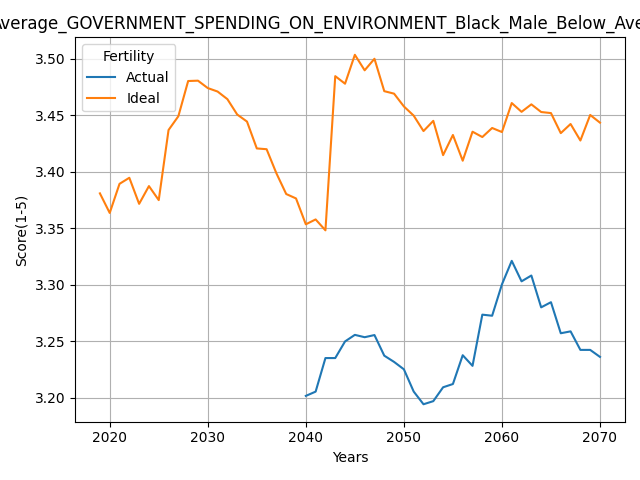 Average_GOVERNMENT_SPENDING_ON_ENVIRONMENT_Black_Male_Below_Ave
Fertility
Actual
Ideal
Score(1-5)
3.50
3.45
3.40
3.35
3.30
3.25
3.20
2020 2030 2040 2050 2060 2070
Years